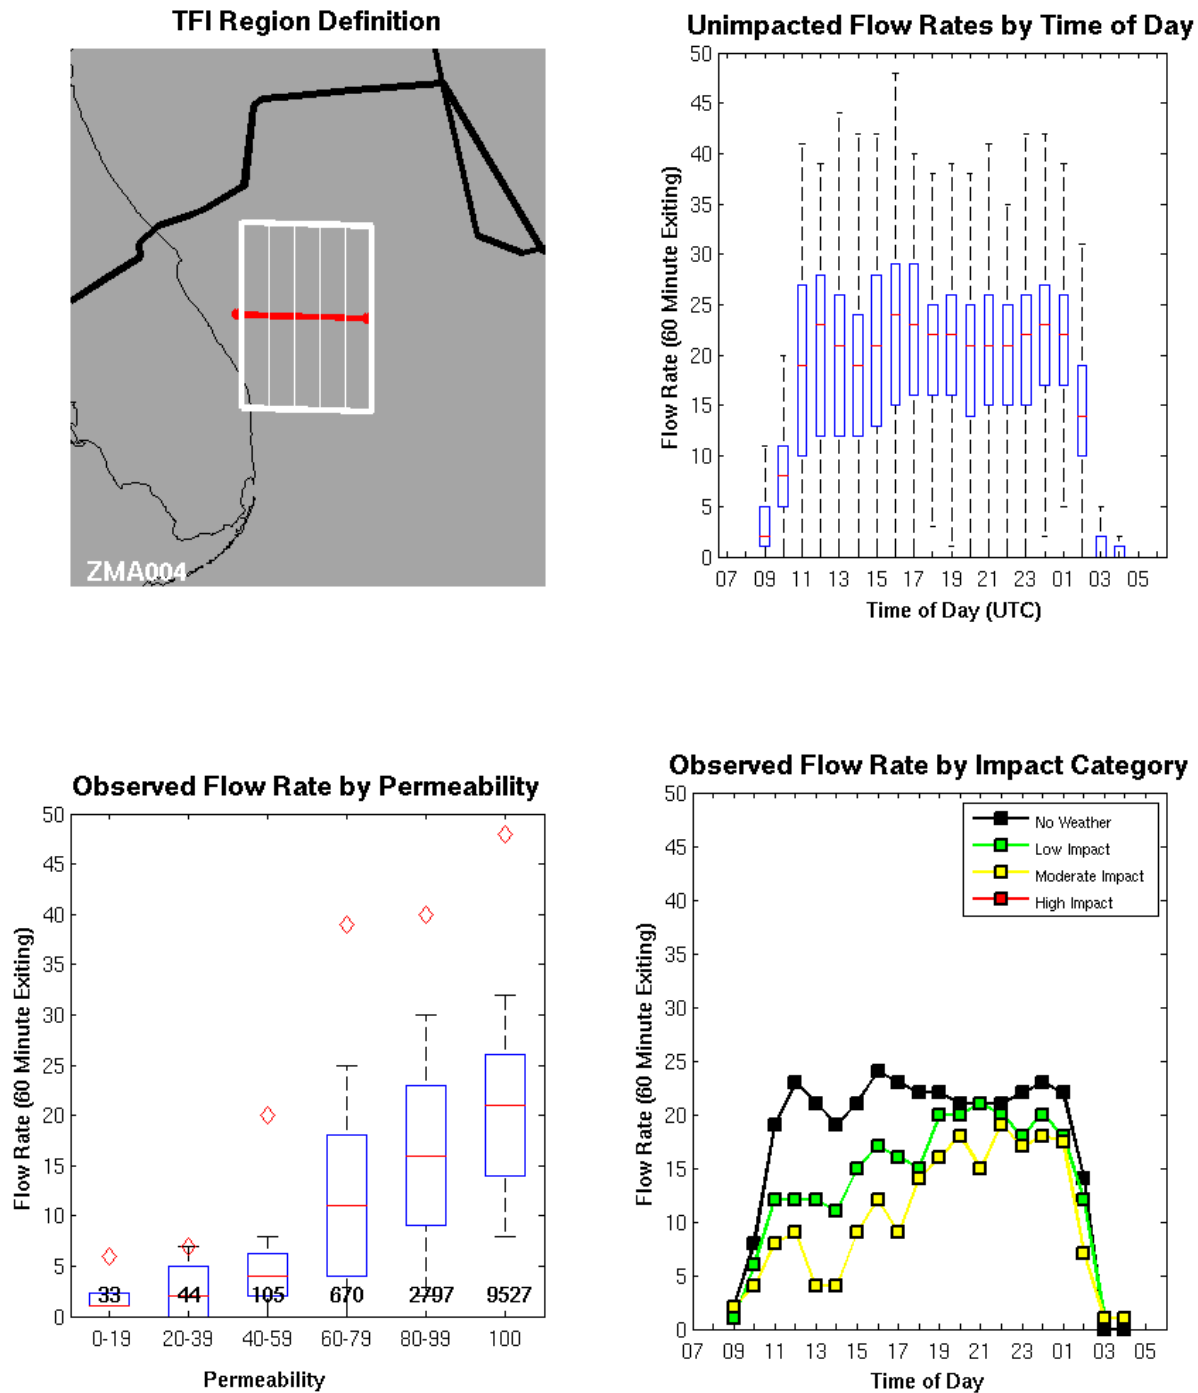 TFI Region Definition
ZMA004
Unimpacted Flow Rates by Time of Day
Flow Rate (60 Minute Exiting)
50
45
40
35
30
25
20
15
10
5
0
07 09 11 13 15 17 19 21 23 01 03 05
Time of Day (UTC)
Observed Flow Rate by Permeability
Flow Rate (60 Minute Exiting)
50
45
40
35
30
25
20
15
10
5
0
33 44 105 670 2797 9527
0-19 20-39 40-59 60-79 80-99 100
Permeability
Observed Flow Rate by Impact Category
Flow Rate (60 Minute Exiting)
50
45
40
35
30
25
20
15
10
5
0
No Weather
Low Impact
Moderate Impact
High Impact
07 09 11 13 15 17 19 21 23 01 03 05
Time of Day